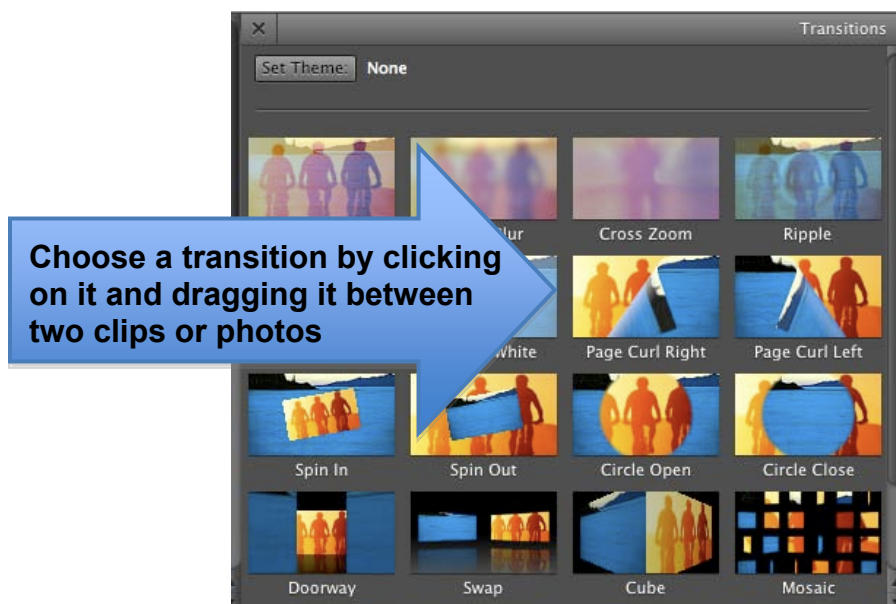 Transitions
Set Theme: None
Cross Zoom
Ripple
Choose a transition by clicking
on it and dragging it between
two clips or photos
White
Page Curl Right
Page Curl Left
Spin In
Spin Out
Circle Open
Circle Close
Doorway
Swap
Cube
Mosaic